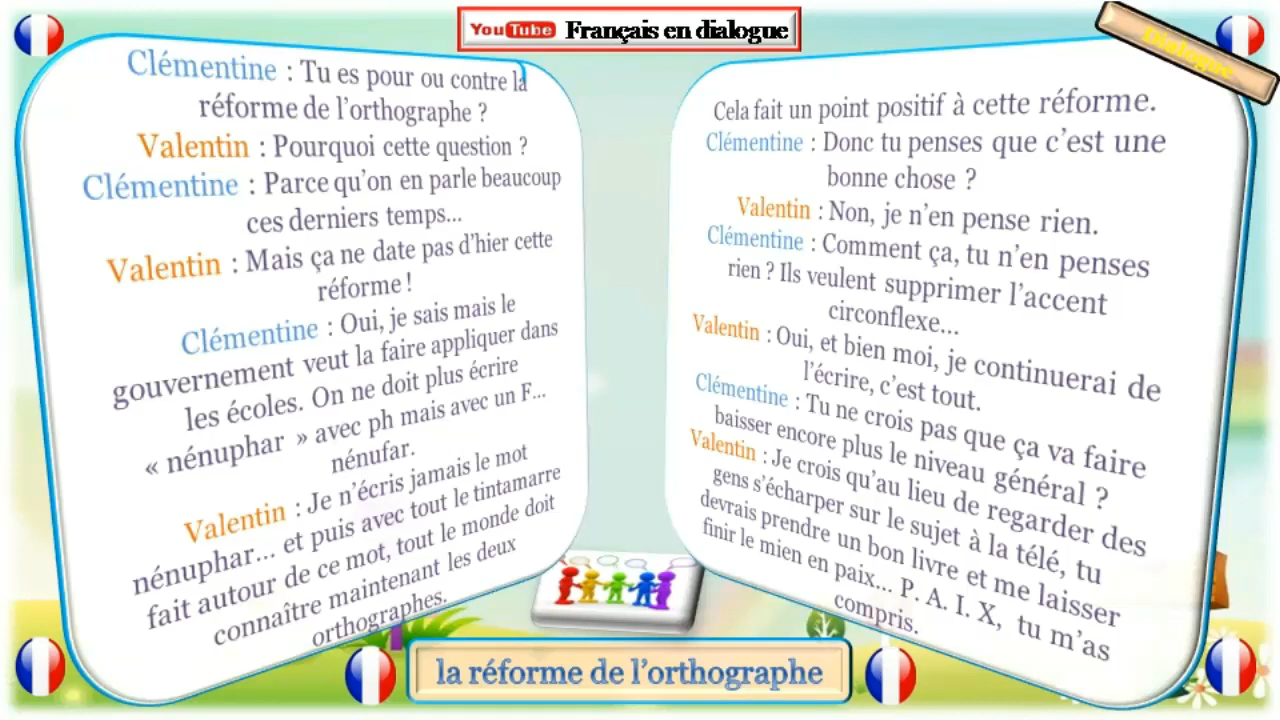 YouTube Français en dialogue
Dialogue
Clémentine : Tu es pour ou contre la
réforme de l’orthographe ?
Valentin : Pourquoi cette question ?
Clémentine : Parce qu’on en parle beaucoup
ces derniers temps...
Valentin : Mais ça ne date pas d’hier cette
réforme !
Clémentine : Oui, je sais mais le
gouvernement veut la faire appliquer dans
les écoles. On ne doit plus écrire
« nénuphar » avec ph mais avec un F...
nénufar.
Valentin : Je n’écris jamais le mot
nénuphar... et puis avec tout le tintamarre
fait autour de ce mot, tout le monde doit
connaître maintenant les deux
orthographes.
Cela fait un point positif à cette réforme.
Clémentine : Donc tu penses que c’est une
bonne chose ?
Valentin : Non, je n’en pense rien.
Clémentine : Comment ça, tu n’en penses
rien ? Ils veulent supprimer l’accent
circonflexe...
Valentin : Oui, et bien moi, je continuerai de
l’écrire, c’est tout.
Clémentine : Tu ne crois pas que ça va faire
baisser encore plus le niveau général ?
Valentin : Je crois qu’au lieu de regarder des
gens s’écharper sur le sujet à la télé, tu
devrais prendre un bon livre et me laisser
finir le mien en paix... P. A. I. X, tu m’as
compris.
la réforme de l’orthographe